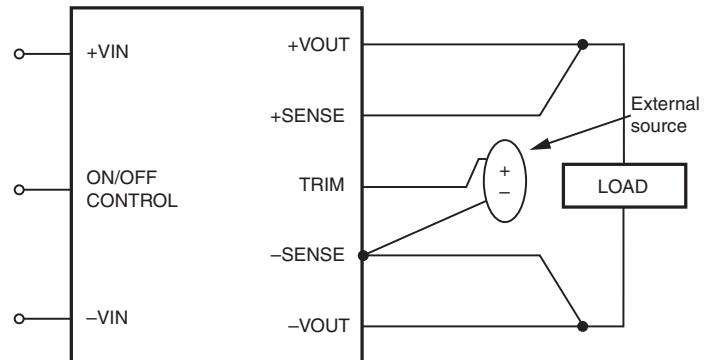 +VIN
ON/OFF
CONTROL
–VIN
+VOUT
+SENSE
TRIM
–SENSE
–VOUT
+
–
External
source
LOAD